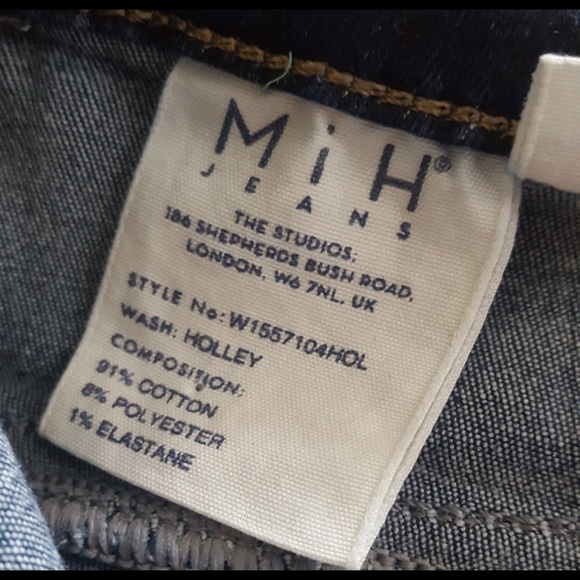 MiH®
JEANS
THE STUDIOS,
186 SHEPHERDS BUSH ROAD,
LONDON, W6 7NL. UK
STYLE No: W1557104HOL
WASH: HOLLEY
COMPOSITION:
91% COTTON
8% POLYESTER
1% ELASTANE